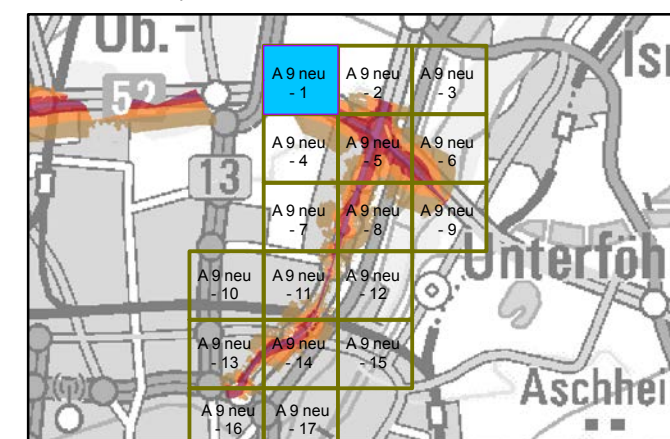 Ub.-
Is
52
A 9 neu
- 1
A 9 neu
- 2
A 9 neu
- 3
13
A 9 neu
- 4
A 9 neu
- 5
A 9 neu
- 6
A 9 neu
- 7
A 9 neu
- 8
A 9 neu
- 9
Unterföh
A 9 neu
- 10
A 9 neu
- 11
A 9 neu
- 12
A 9 neu
- 13
A 9 neu
- 14
A 9 neu
- 15
Aschhei
A 9 neu
- 16
A 9 neu
- 17